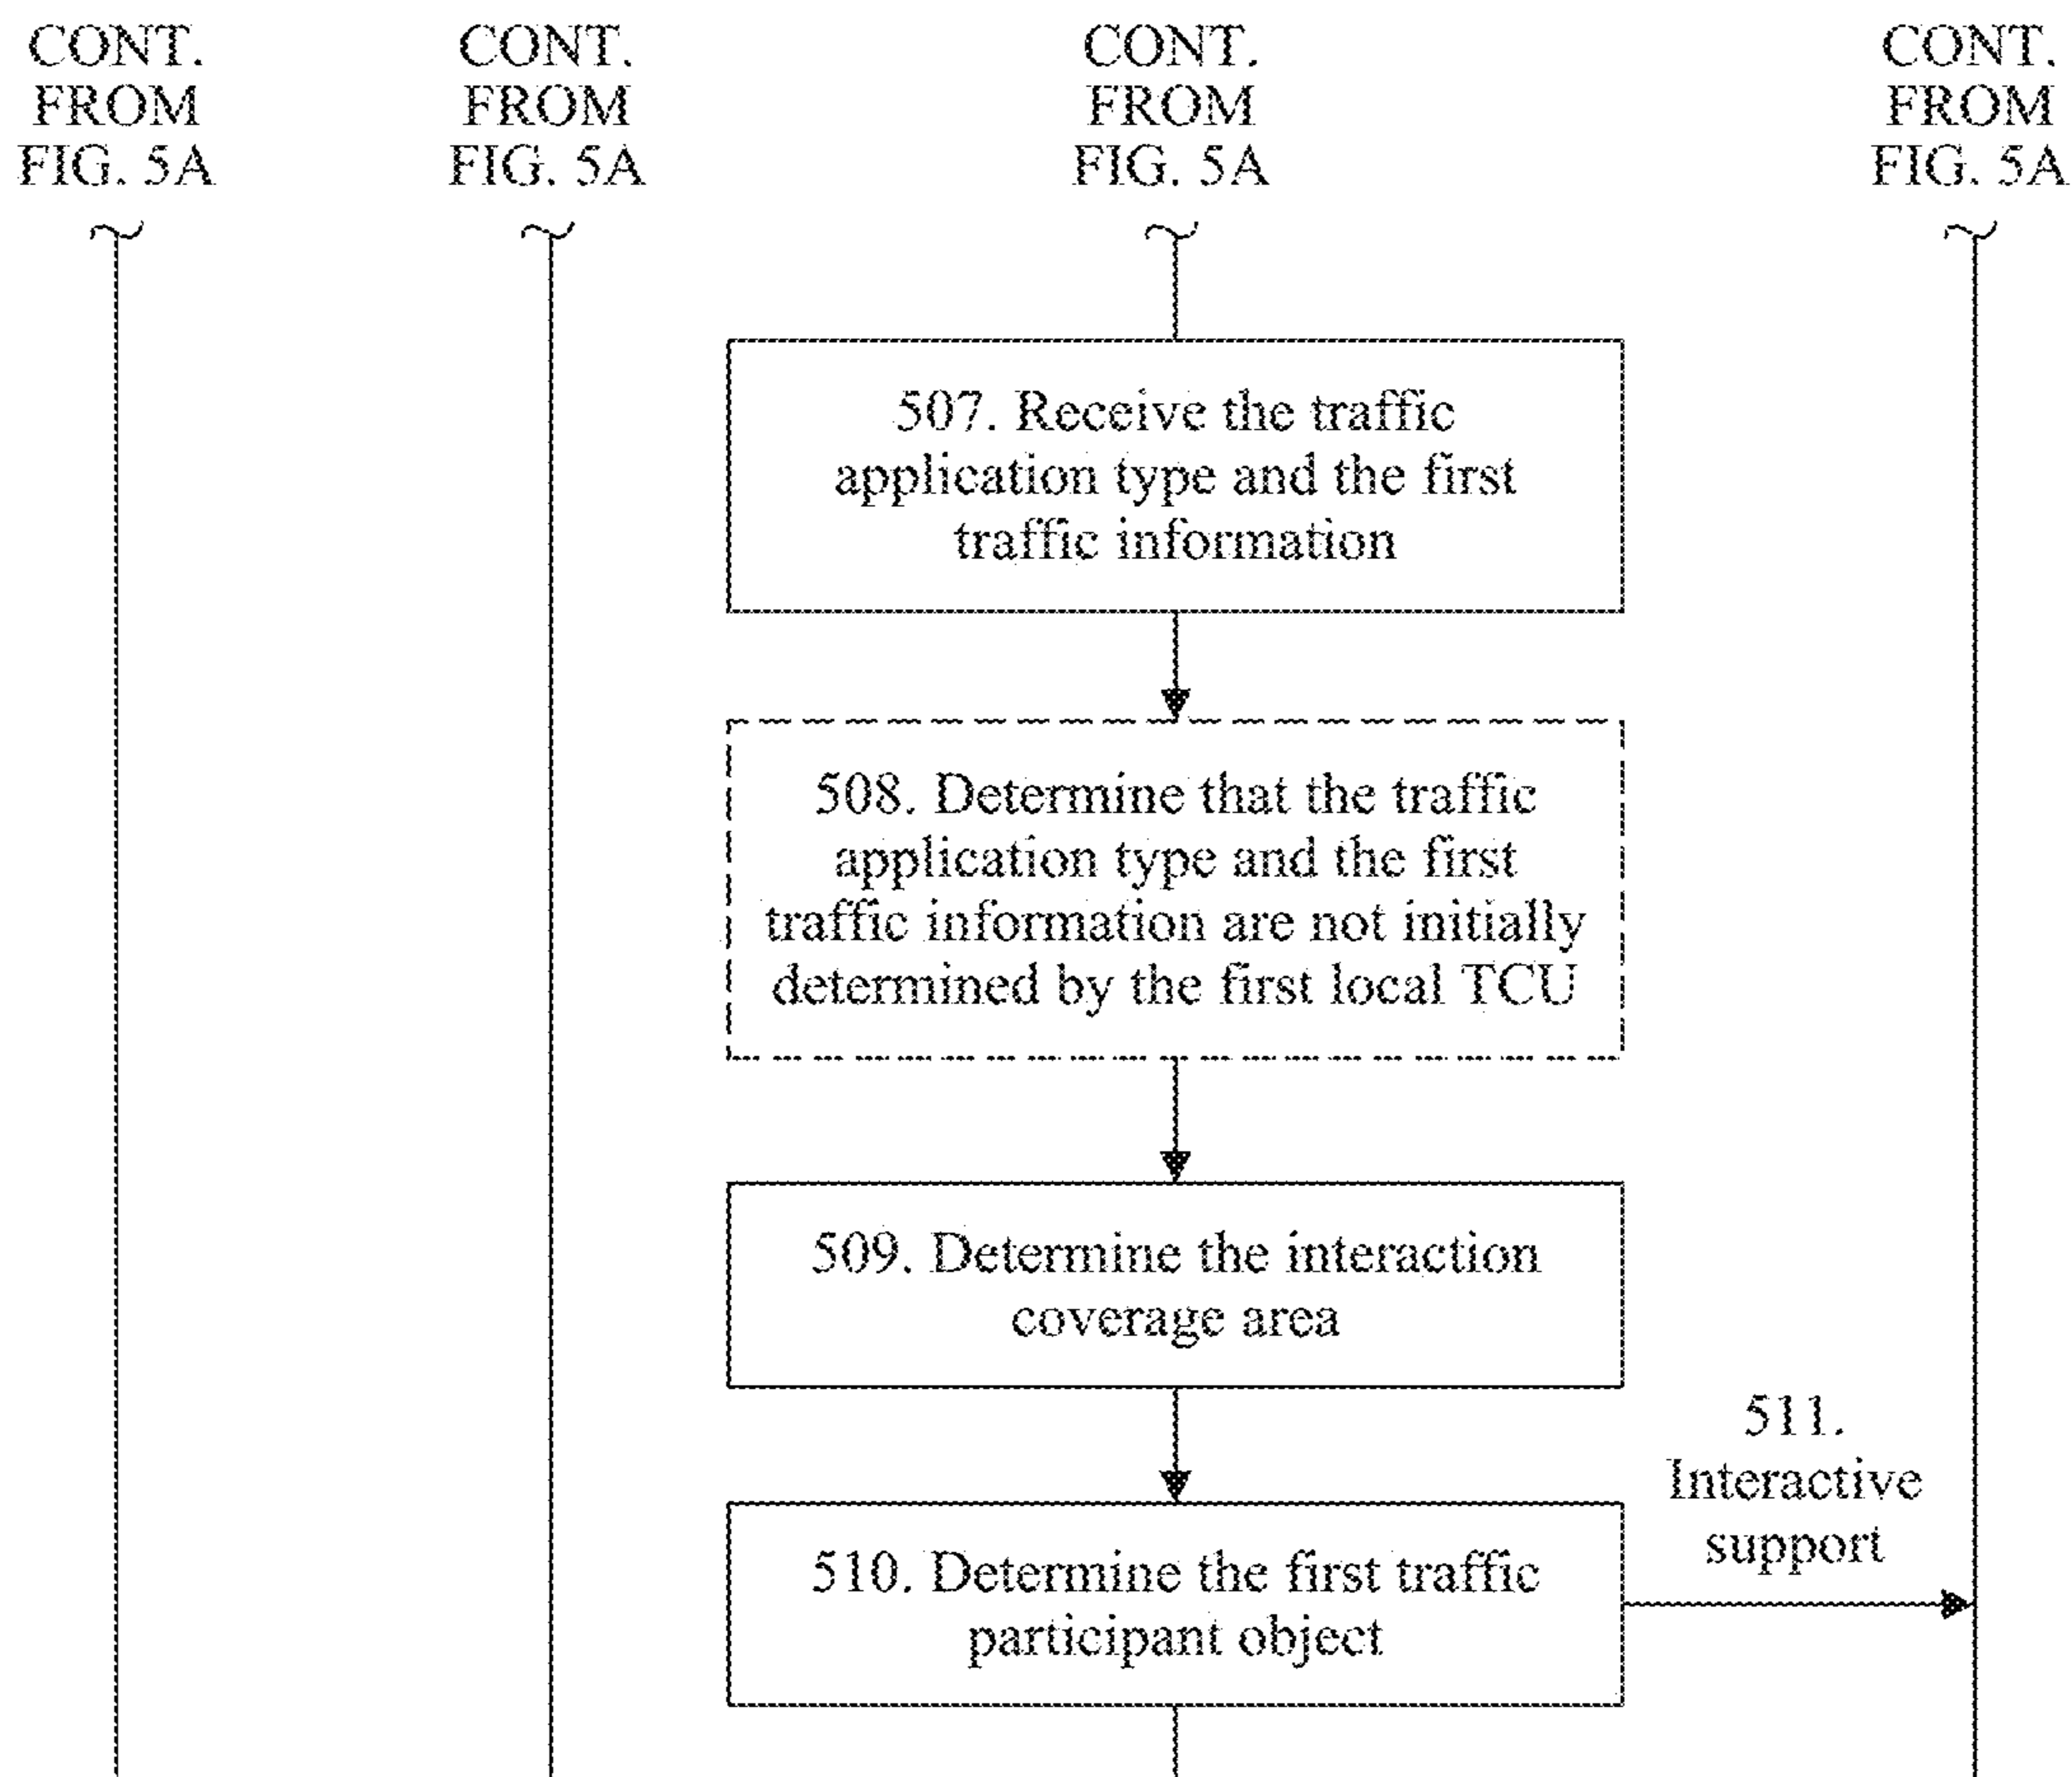 CONT.
FROM
FIG. 5A
CONT.
FROM
FIG. 5A
CONT.
FROM
FIG. 5A
CONT.
FROM
FIG. 5A
507. Receive the traffic
application type and the first
traffic information
508. Determine that the traffic
application type and the first
traffic information are not initially
determined by the first local TCU
509. Determine the interaction
coverage area
510. Determine the first traffic
participant object
511.
Interactive
support